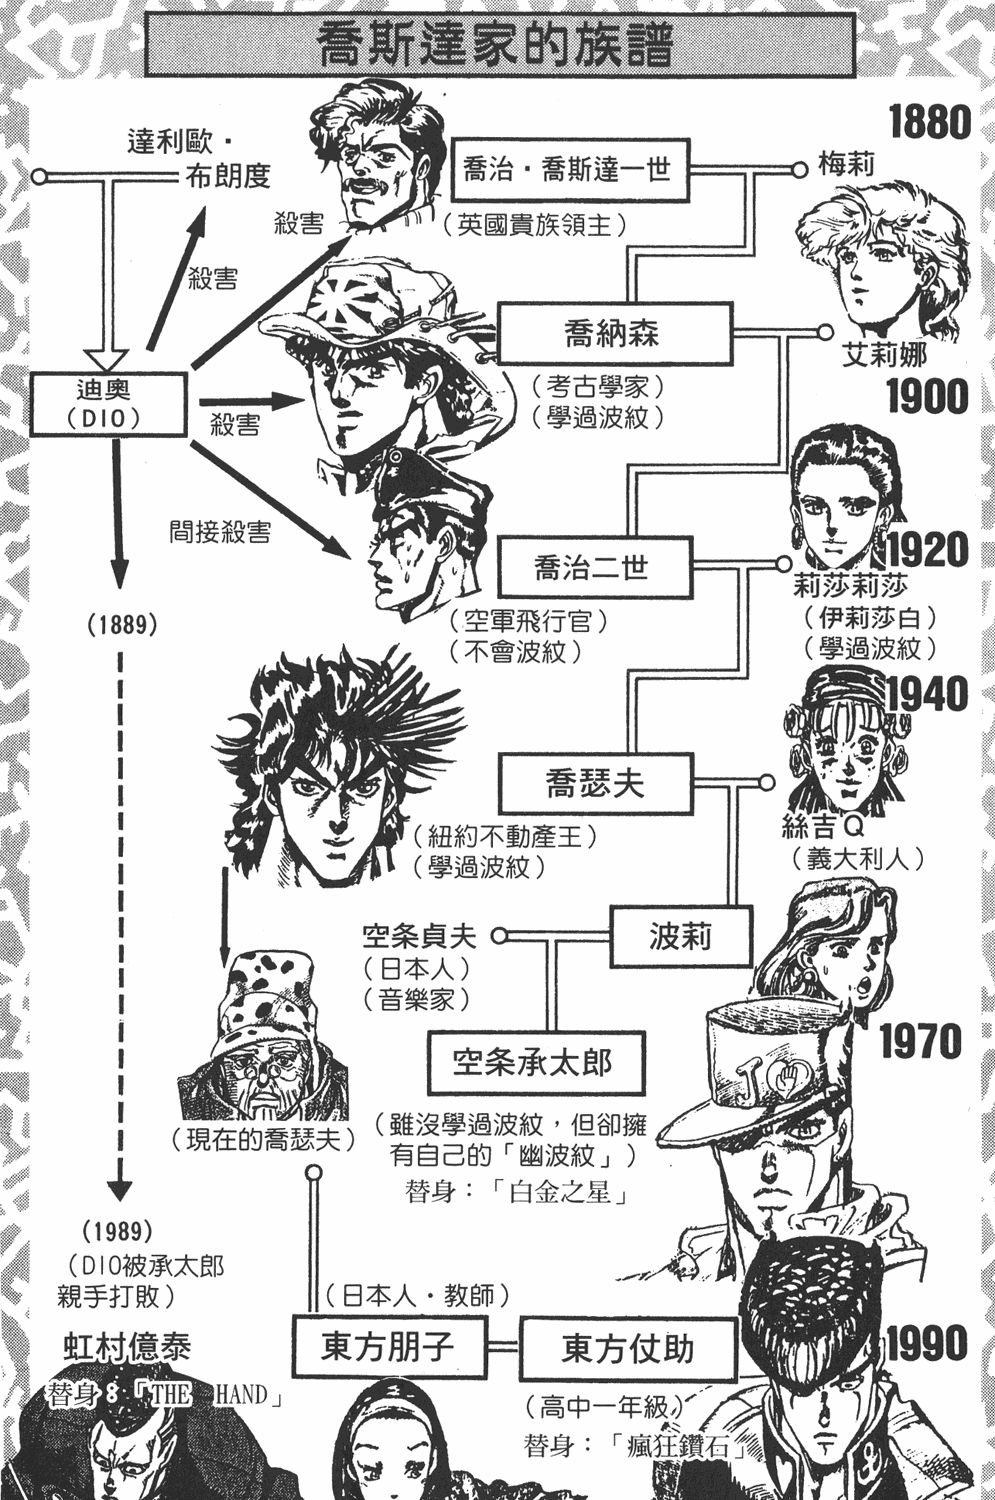 喬斯達家的族譜
1880
達利歐・
布朗度
喬治・喬斯達一世
梅莉
殺害
(英國貴族領主)
殺害
喬納森
艾莉娜
迪奧
(DIO)
殺害
(考古學家)
(學過波紋)
1900
間接殺害
喬治二世
1920
莉莎莉莎
(伊莉莎白)
(學過波紋)
(1889)
(空軍飛行官)
(不會波紋)
1940
喬瑟夫
絲吉Q
(義大利人)
(紐約不動產王)
(學過波紋)
空条貞夫
(日本人)
(音樂家)
波莉
1970
空条承太郎
J
(現在的喬瑟夫)
(雖沒學過波紋,但卻擁
有自己的「幽波紋」)
替身:「白金之星」
(1989)
(DIO被承太郎
親手打敗)
(日本人・教師)
東方朋子
東方仗助
1990
虹村億泰
替身:「THE HAND」
(高中一年級)
替身:「瘋狂鑽石」